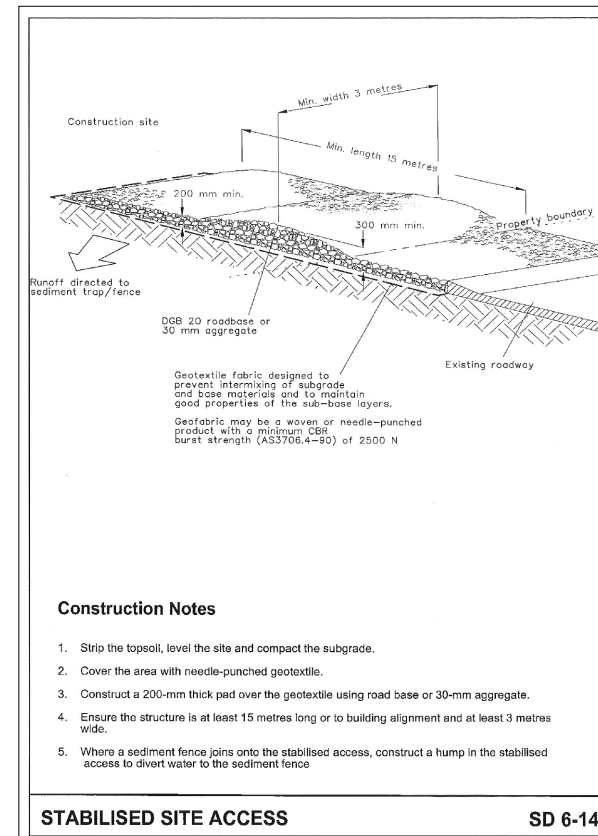 Min. width 3 metres
Construction site
Min. length 15 metres
200 mm min.
300 mm min.
Property boundary
Runoff directed to
sediment trap/fence
DGB 20 roadbase or
30 mm aggregate
Existing roadway
Geotextile fabric designed to
prevent intermixing of subgrade
and base materials and to maintain
good properties of the sub-base layers.
Geofabric may be a woven or needle-punched
product with a minimum CBR
burst strength (AS3706.4-90) of 2500 N
Construction Notes
1. Strip the topsoil, level the site and compact the subgrade.
2. Cover the area with needle-punched geotextile.
3. Construct a 200-mm thick pad over the geotextile using road base or 30-mm aggregate.
4. Ensure the structure is at least 15 metres long or to building alignment and at least 3 metres
wide.
5. Where a sediment fence joins onto the stabilised access, construct a hump in the stabilised
access to divert water to the sediment fence
STABILISED SITE ACCESS SD 6-14